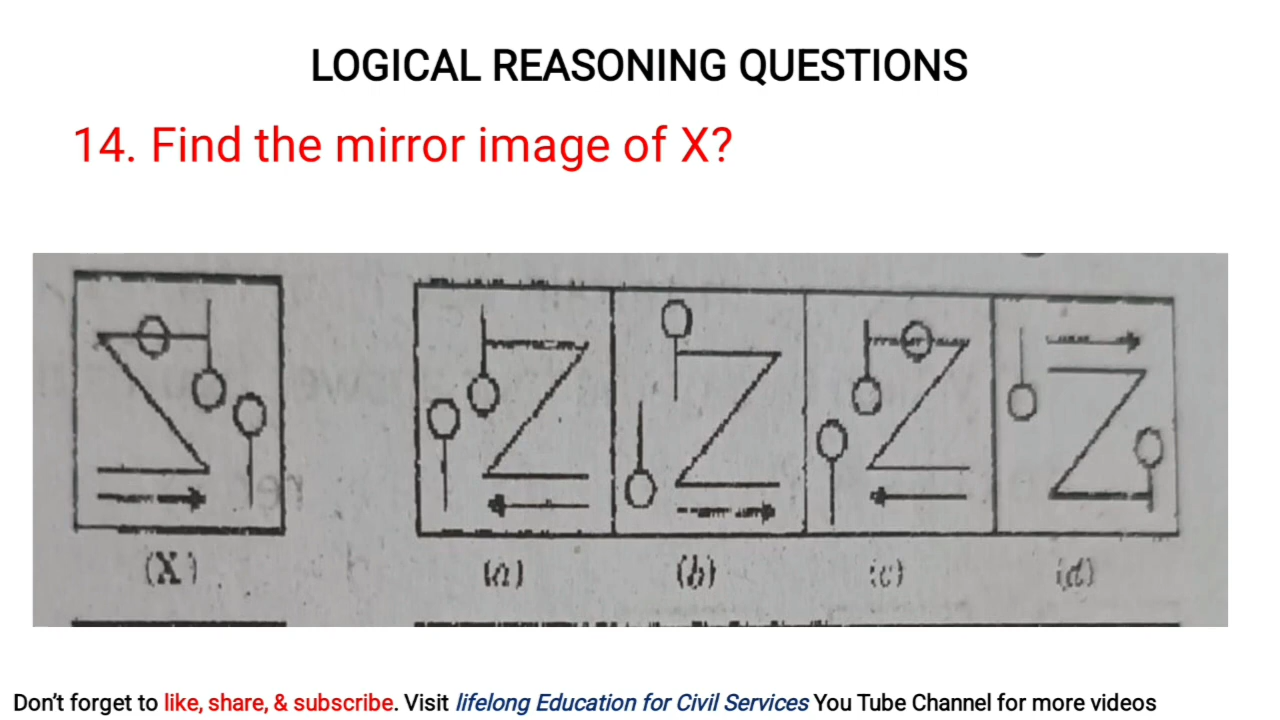 LOGICAL REASONING QUESTIONS
14. Find the mirror image of X?
(X) (a) (b) (c) (d)
Don't forget to like, share, & subscribe. Visit lifelong Education for Civil Services You Tube Channel for more videos